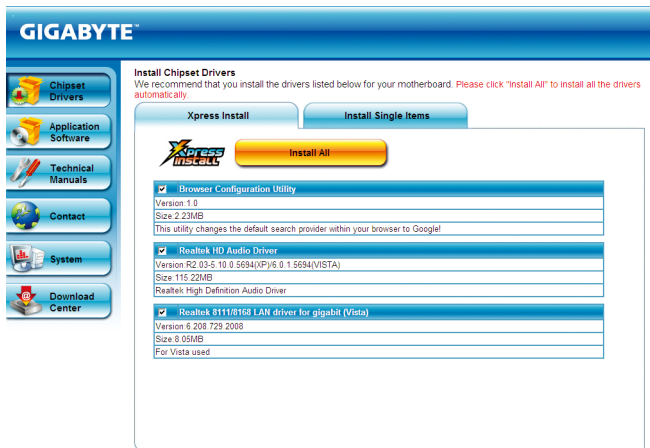 GIGABYTE™
Chipset
Drivers
Application
Software
Technical
Manuals
Contact
System
Download
Center
Install Chipset Drivers
We recommend that you install the drivers listed below for your motherboard. Please click "Install All" to install all the drivers
automatically.
Xpress Install
Install Single Items
Xpress
Install
Install All
Browser Configuration Utility
Version:1.0
Size:2.23MB
This utility changes the default search provider within your browser to Google!
Realtek HD Audio Driver
Version:R2.03-5.10.0.5694(XP)/6.0.1.5694(VISTA)
Size:115.22MB
Realtek High Definition Audio Driver
Realtek 8111/8168 LAN driver for gigabit (Vista)
Version:6.208.729.2008
Size:8.05MB
For Vista used